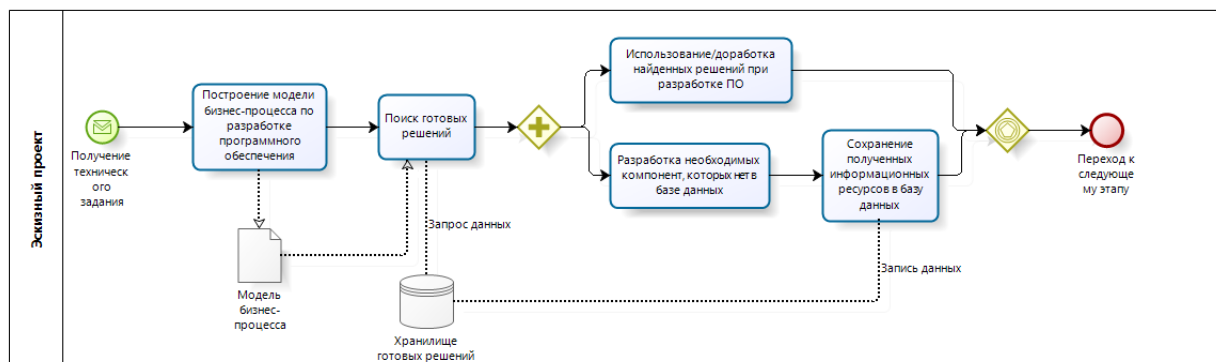 Эскизный проект
Получение
техническ
ого
задания
Построение модели
бизнес-процесса по
разработке
программного
обеспечения
Модель
бизнес-
процесса
Поиск готовых
решений
Запрос данных
Хранилище
готовых решений
Использование/доработка
найденных решений при
разработке ПО
Разработка необходимых
компонент, которых нет в
базе данных
Сохранение
полученных
информационных
ресурсов в базу
данных
Запись данных
Переход к
следующе
му этапу